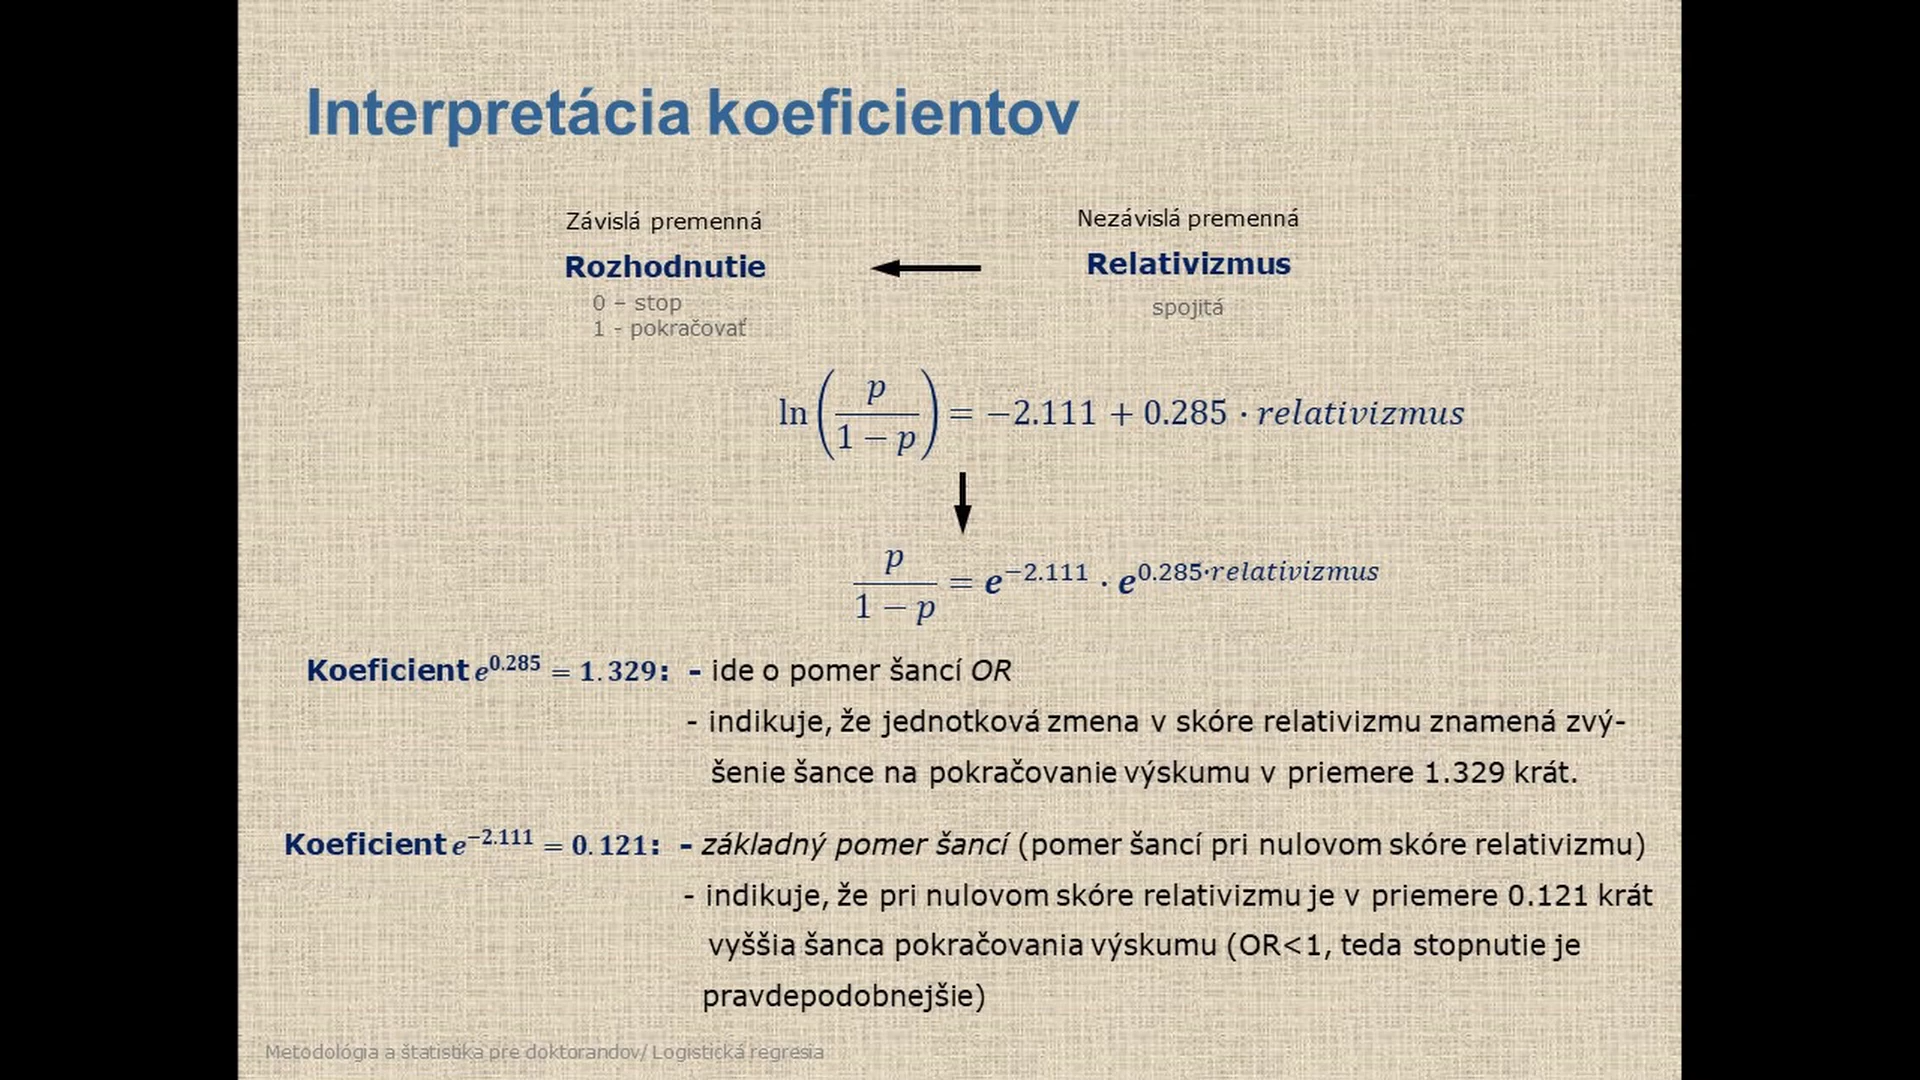 Interpretácia koeficientov
Závislá premenná
Nezávislá premenná
Rozhodnutie
Relativizmus
0 – stop
spojitá
1 - pokračovať
ln(p/(1 − p)) = −2.111 + 0.285 · relativizmus
p/(1 − p) = e^−2.111 · e^0.285·relativizmus
Koeficient e^0.285 = 1.329: - ide o pomer šancí OR
- indikuje, že jednotková zmena v skóre relativizmu znamená zvý-
šenie šance na pokračovanie výskumu v priemere 1.329 krát.
Koeficient e^−2.111 = 0.121: - základný pomer šancí (pomer šancí pri nulovom skóre relativizmu)
- indikuje, že pri nulovom skóre relativizmu je v priemere 0.121 krát
vyššia šanca pokračovania výskumu (OR<1, teda stopnutie je
pravdepodobnejšie)
Metodológia a štatistika pre doktorandov/ Logistická regresia